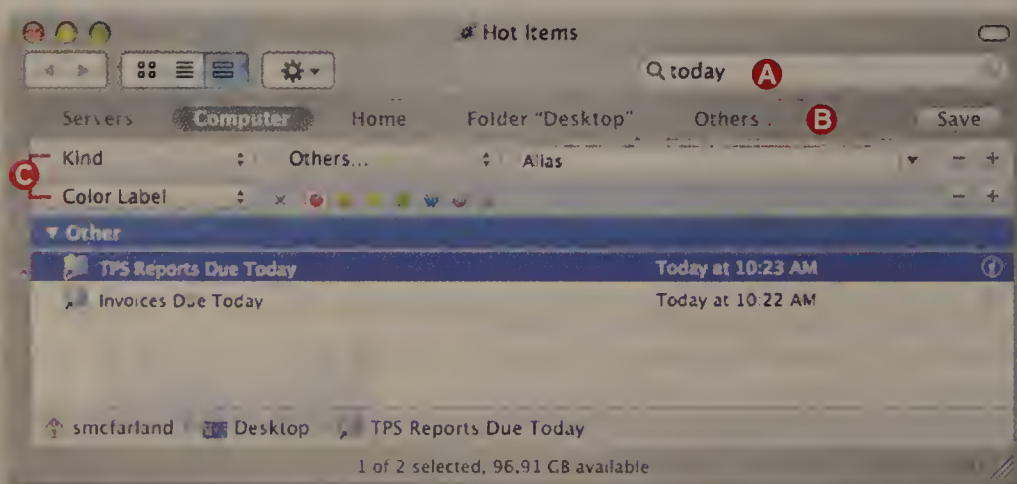 Hot Items
today A
Servers Computer Home Folder "Desktop" Others... B Save
C
Kind Others... Alias
Color Label
Other
TPS Reports Due Today Today at 10:23 AM
Invoices Due Today Today at 10:22 AM
smcfarland Desktop TPS Reports Due Today
1 of 2 selected, 96.91 GB available